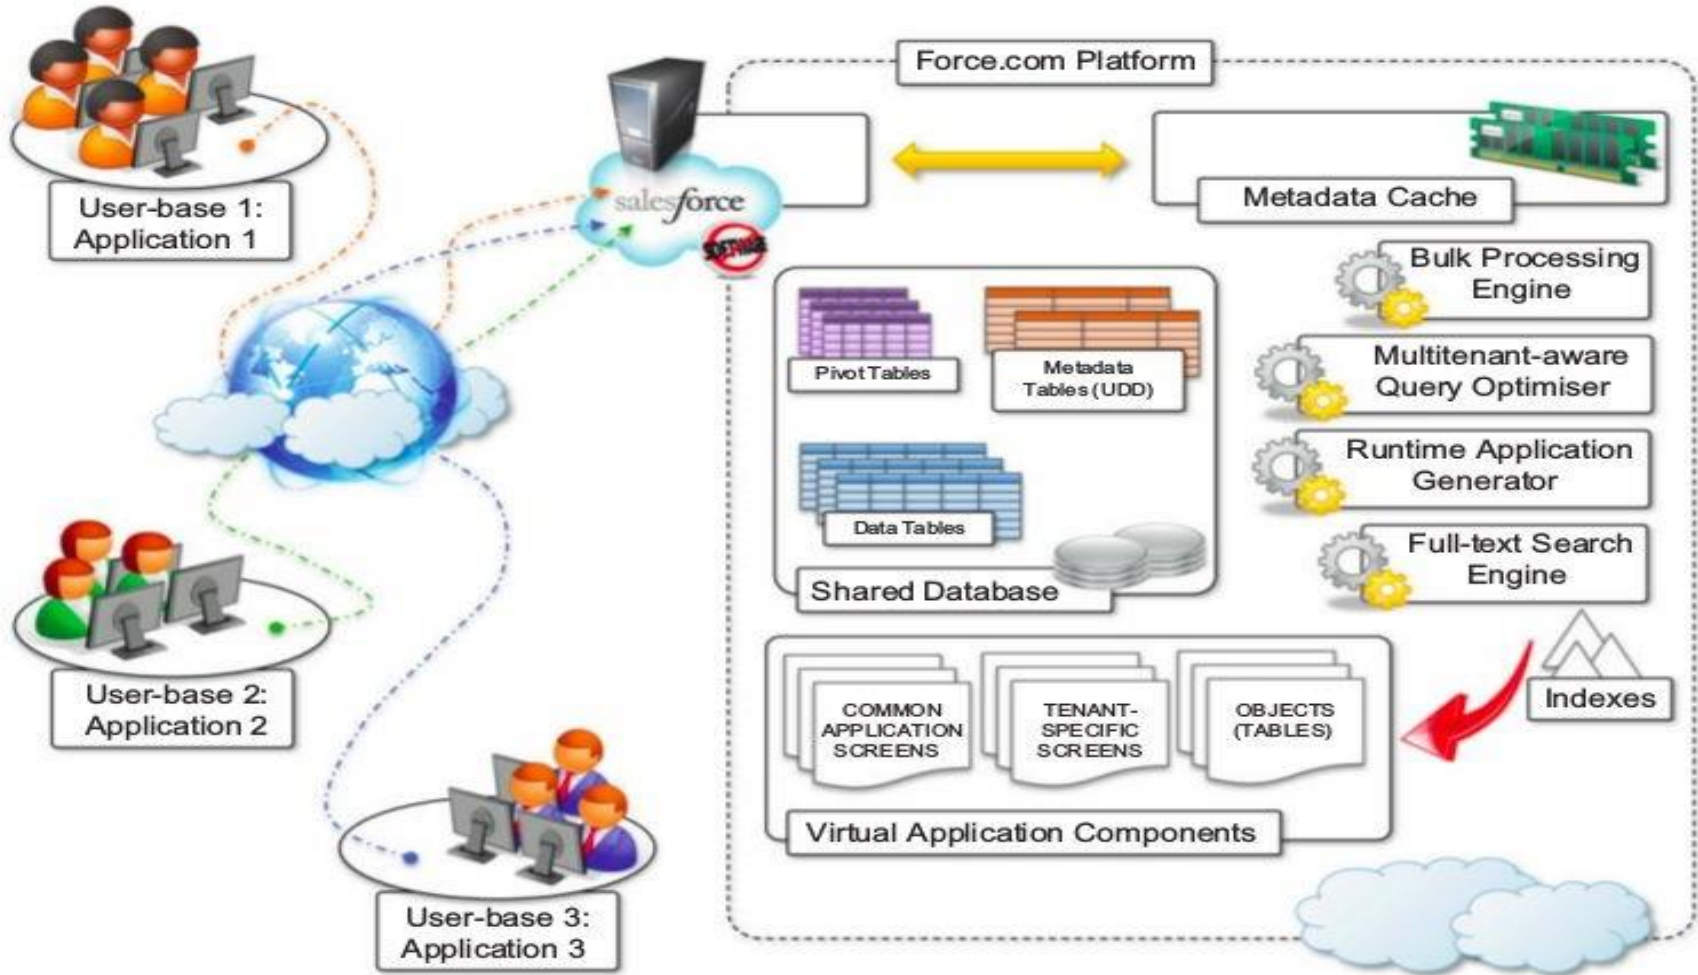 Force.com Platform
salesforce
SOFTWARE
Metadata Cache
User-base 1:
Application 1
Bulk Processing
Engine
Pivot Tables
Metadata
Tables (UDD)
Multitenant-aware
Query Optimiser
Runtime Application
Generator
Data Tables
Full-text Search
Engine
Shared Database
Indexes
User-base 2:
Application 2
COMMON
APPLICATION
SCREENS
TENANT-
SPECIFIC
SCREENS
OBJECTS
(TABLES)
Virtual Application Components
User-base 3:
Application 3